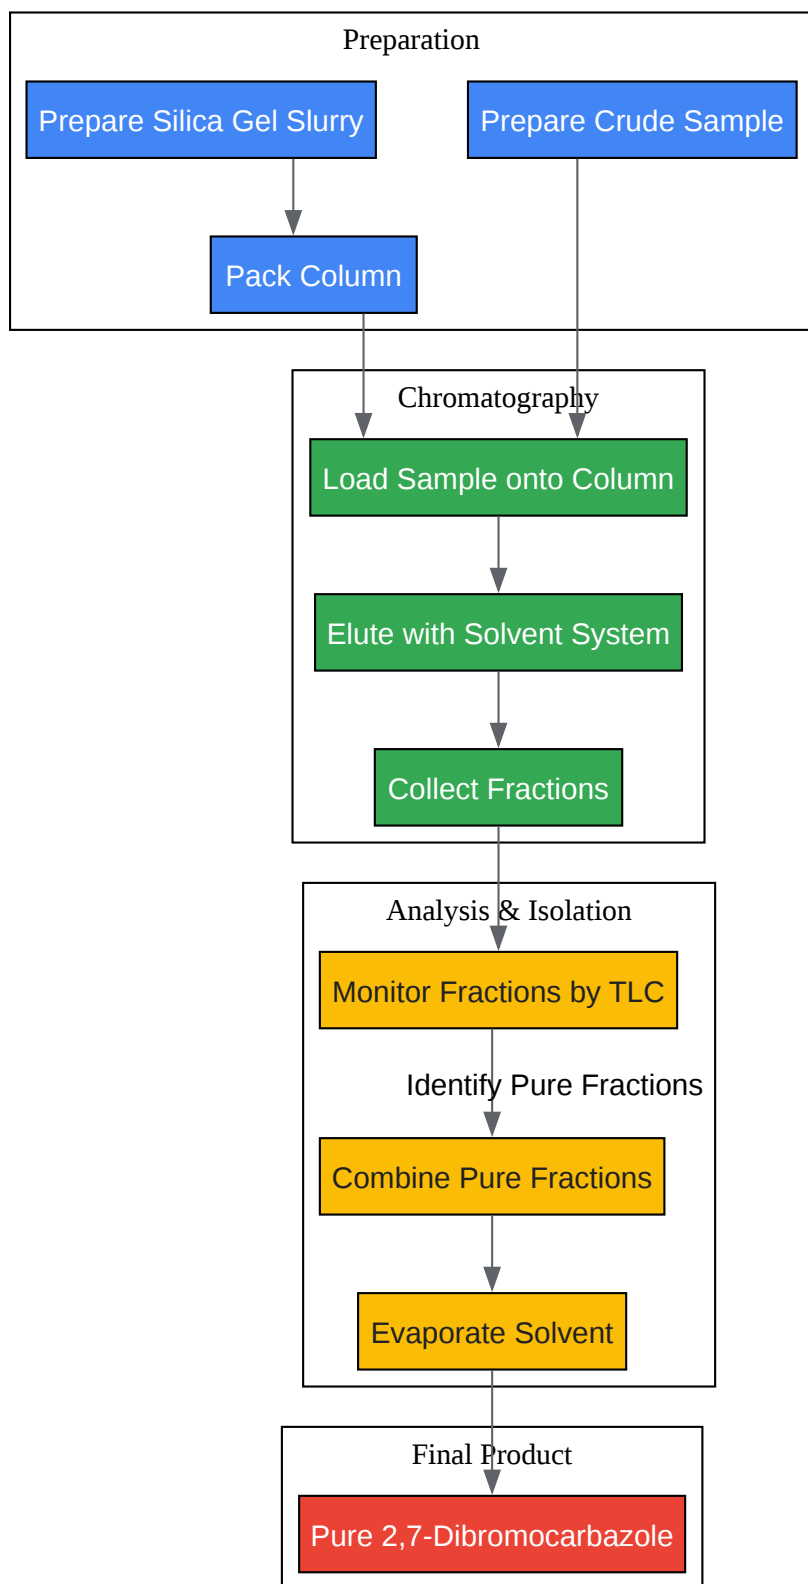 Preparation
Prepare Silica Gel Slurry
Prepare Crude Sample
Pack Column
Chromatography
Load Sample onto Column
Elute with Solvent System
Collect Fractions
Analysis & Isolation
Monitor Fractions by TLC
Identify Pure Fractions
Combine Pure Fractions
Evaporate Solvent
Final Product
Pure 2,7-Dibromocarbazole